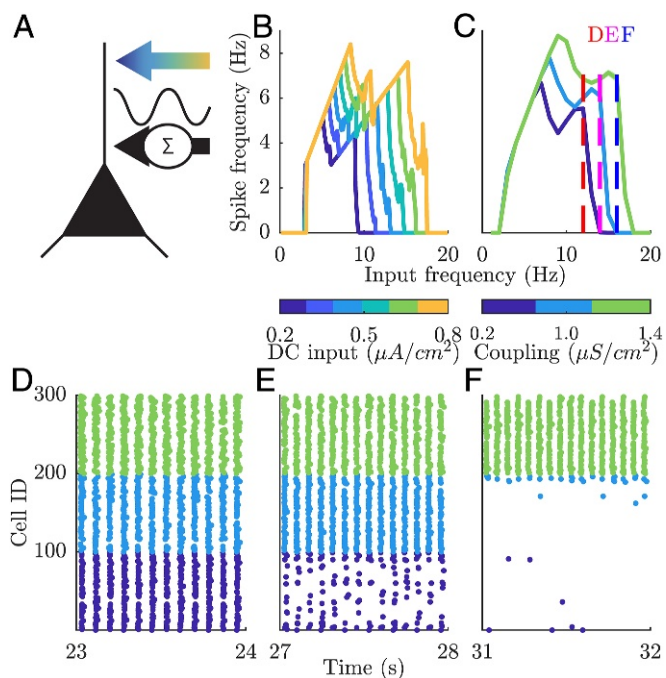 A
B
C
Σ
DEF
Spike frequency (Hz)
8
6
4
2
0
0 10 20
0 10 20
Input frequency (Hz)
0.2 0.5 0.8
DC input (μA/cm²)
0.2 1.0 1.4
Coupling (μS/cm²)
D
E
F
Cell ID
300
200
100
23 24
27 28
31 32
Time (s)